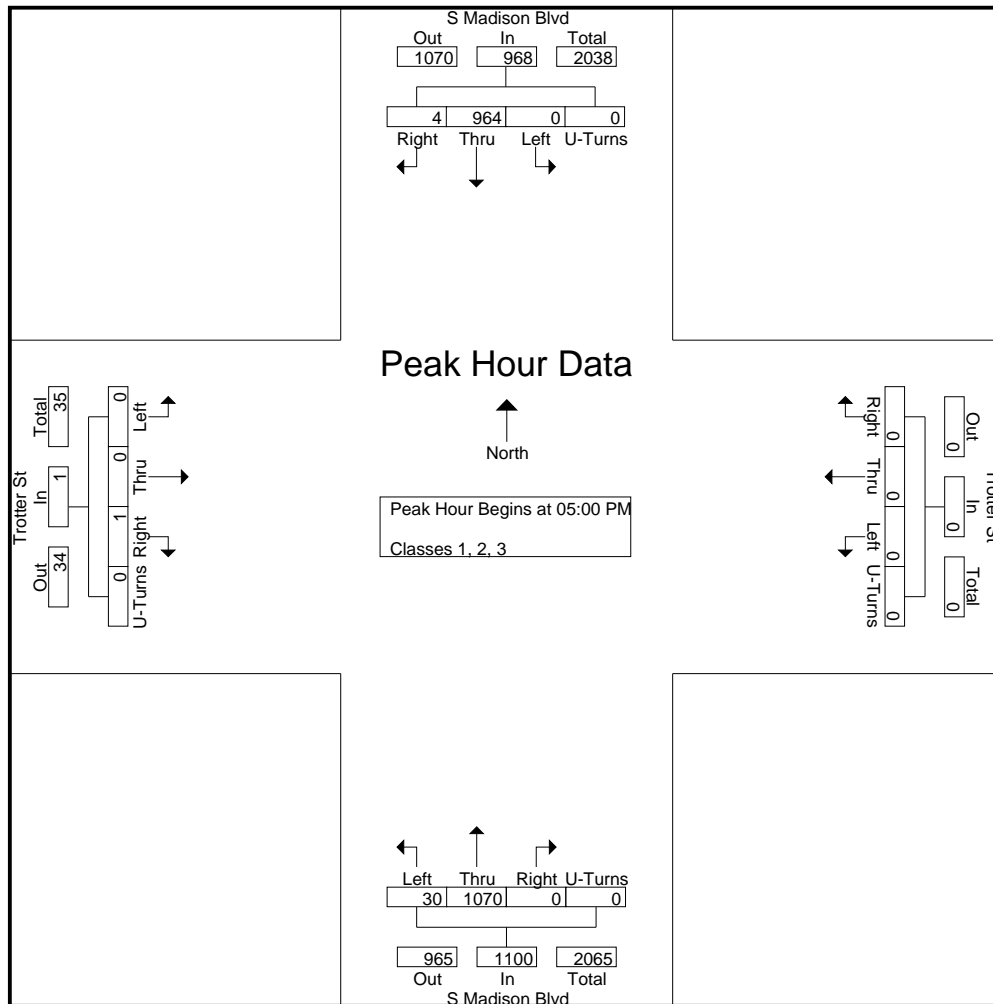 S Madison Blvd
Out In Total
1070 968 2038
4 964 0 0
Right Thru Left U-Turns
Peak Hour Data
North
Peak Hour Begins at 05:00 PM
Classes 1, 2, 3
Trotter St
Out In Total
34 1 35
0 1 0 0
U-Turns Right Thru Left
Trotter St
Out In Total
0 0 0
0 0 0 0
Right Thru Left U-Turns
Left Thru Right U-Turns
30 1070 0 0
965 1100 2065
Out In Total
S Madison Blvd